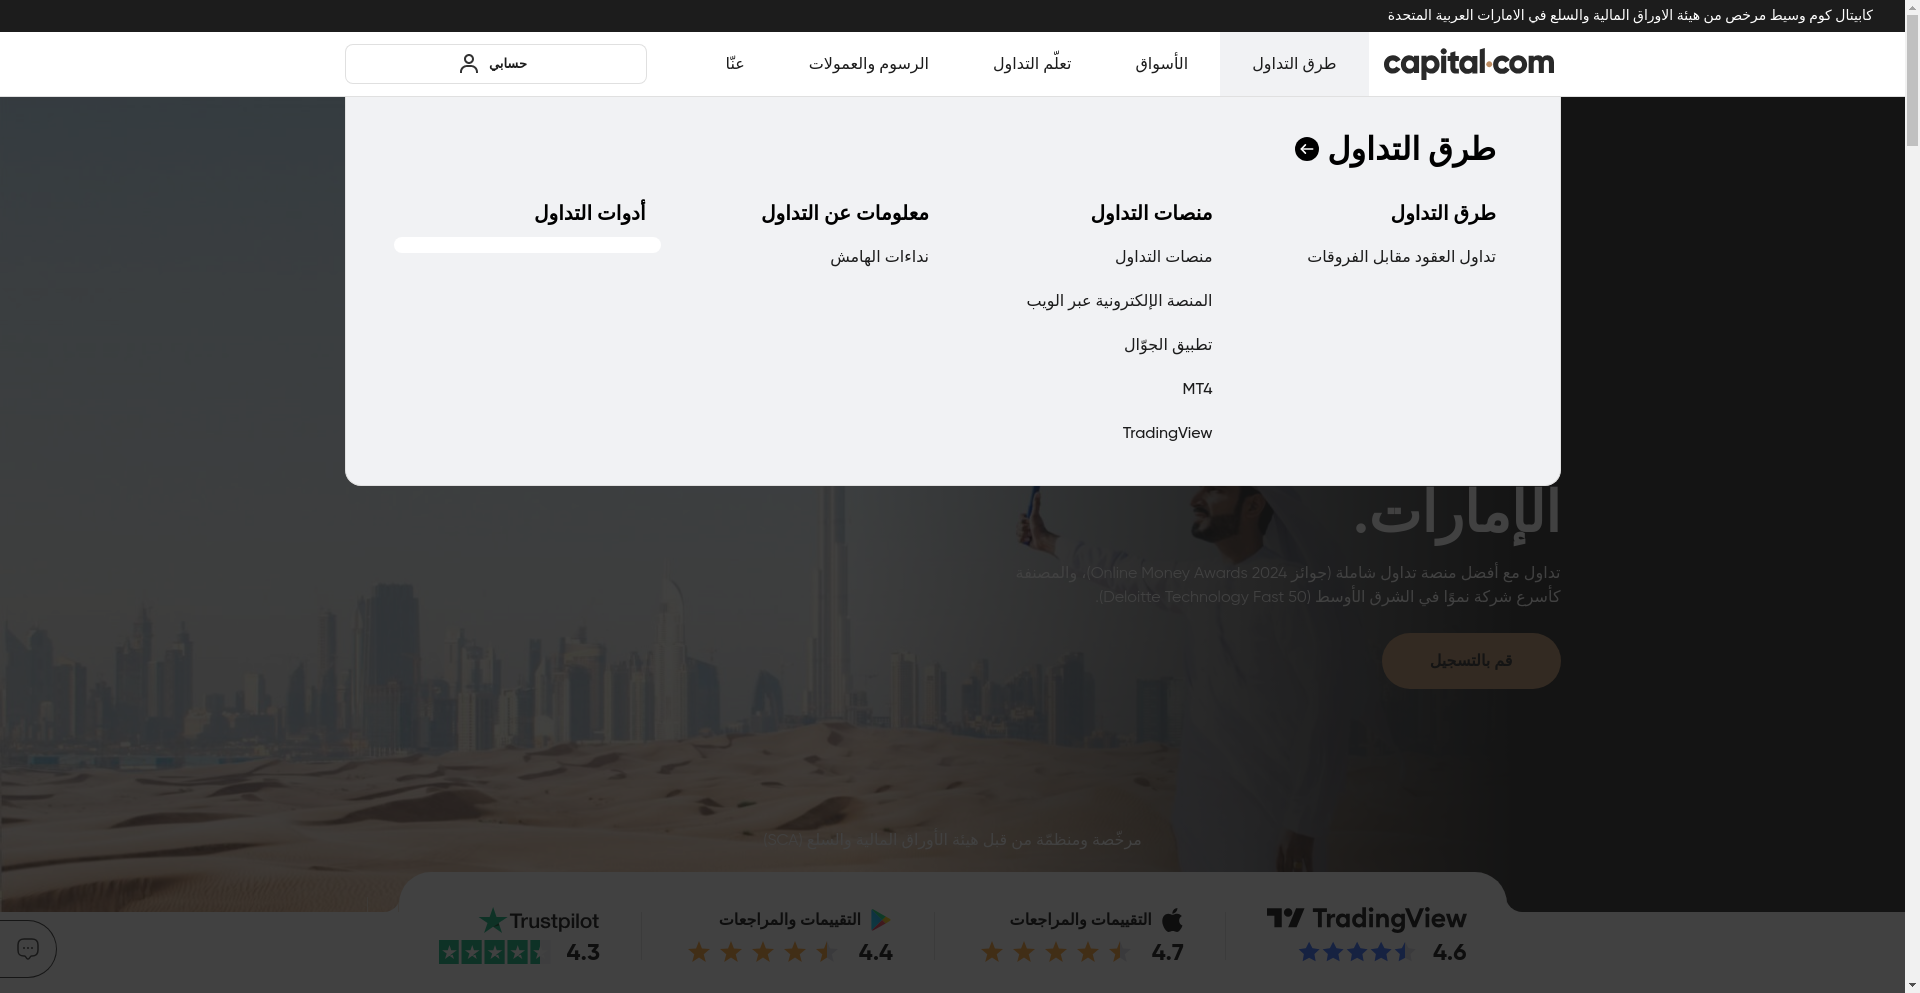 كابيتال كوم وسيط مرخص من هيئة الاوراق المالية والسلع في الامارات العربية المتحدة
capital.com
طرق التداول
الأسواق
تعلّم التداول
الرسوم والعمولات
عنّا
حسابي
طرق التداول
طرق التداول
تداول العقود مقابل الفروقات
منصات التداول
منصات التداول
المنصة الإلكترونية عبر الويب
تطبيق الجوّال
MT4
TradingView
معلومات عن التداول
نداءات الهامش
أدوات التداول
الإمارات.
تداول مع أفضل منصة تداول شاملة (جوائز Online Money Awards 2024)، والمصنفة
كأسرع شركة نموًا في الشرق الأوسط (Deloitte Technology Fast 50).
قم بالتسجيل
مرخّصة ومنظمّة من قبل هيئة الأوراق المالية والسلع (SCA)
TradingView
4.6
التقييمات والمراجعات
4.7
التقييمات والمراجعات
4.4
Trustpilot
4.3